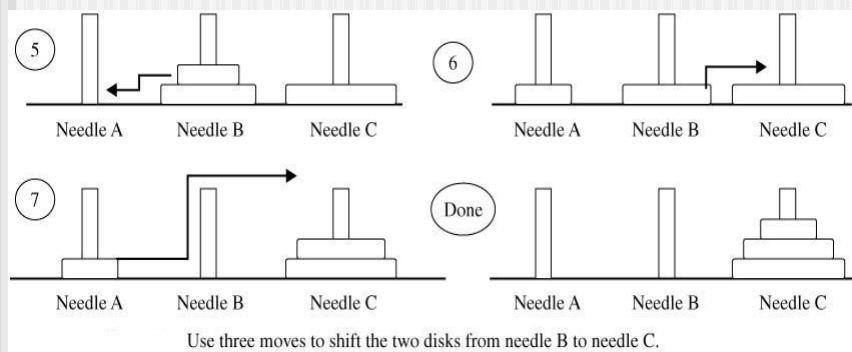 5
6
Needle A Needle B Needle C Needle A Needle B Needle C
7
Done
Needle A Needle B Needle C Needle A Needle B Needle C
Use three moves to shift the two disks from needle B to needle C.